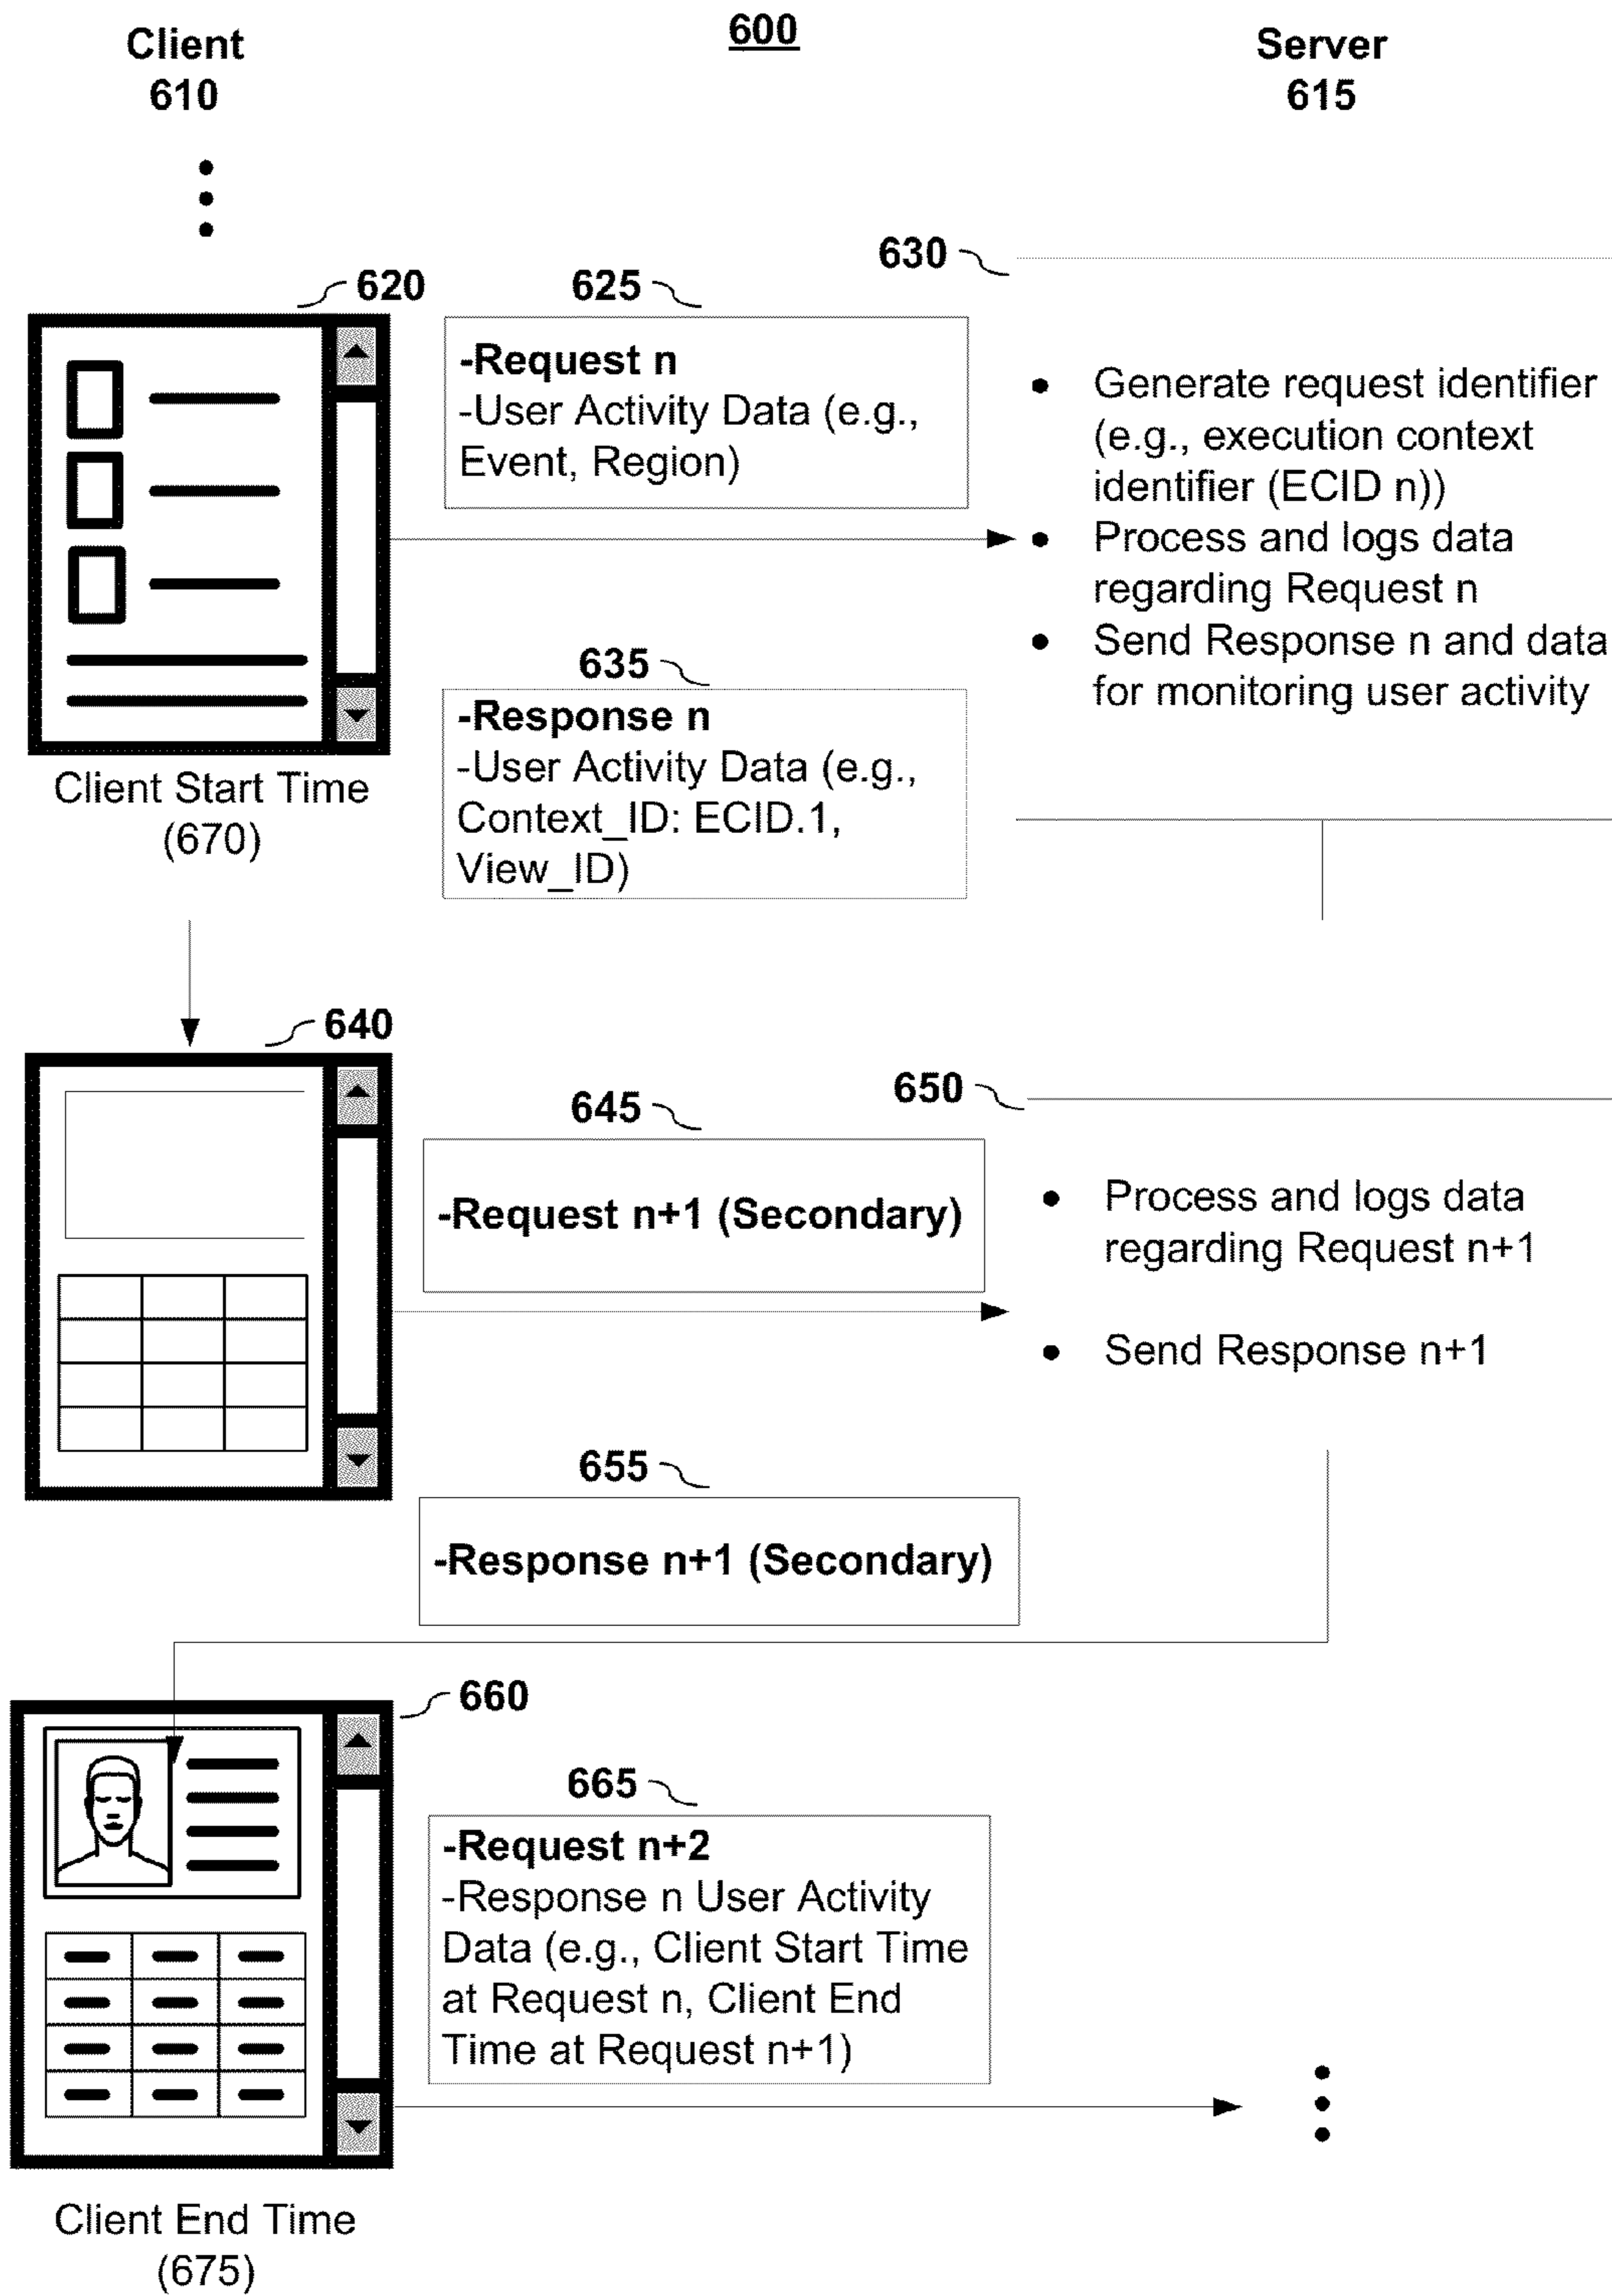 600
Client
610
Server
615
620
625
630
-Request n
-User Activity Data (e.g.,
Event, Region)
• Generate request identifier
(e.g., execution context
identifier (ECID n))
• Process and logs data
regarding Request n
• Send Response n and data
for monitoring user activity
635
-Response n
-User Activity Data (e.g.,
Context_ID: ECID.1,
View_ID)
Client Start Time
(670)
640
645
650
-Request n+1 (Secondary)
• Process and logs data
regarding Request n+1
• Send Response n+1
655
-Response n+1 (Secondary)
660
665
-Request n+2
-Response n User Activity
Data (e.g., Client Start Time
at Request n, Client End
Time at Request n+1)
Client End Time
(675)